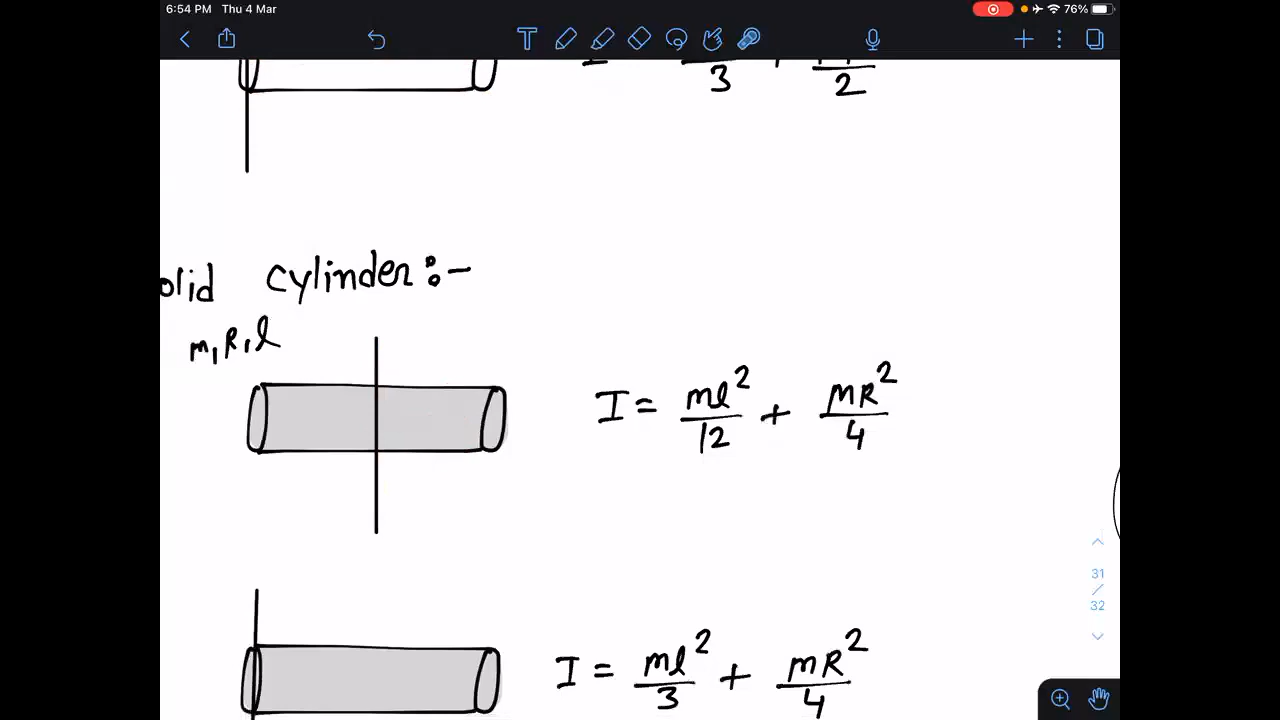 6:54 PM Thu 4 Mar 76%
3 2
olid cylinder:-
m, R, l
I = ml²/12 + MR²/4
31
/
32
I = ml²/3 + mR²/4